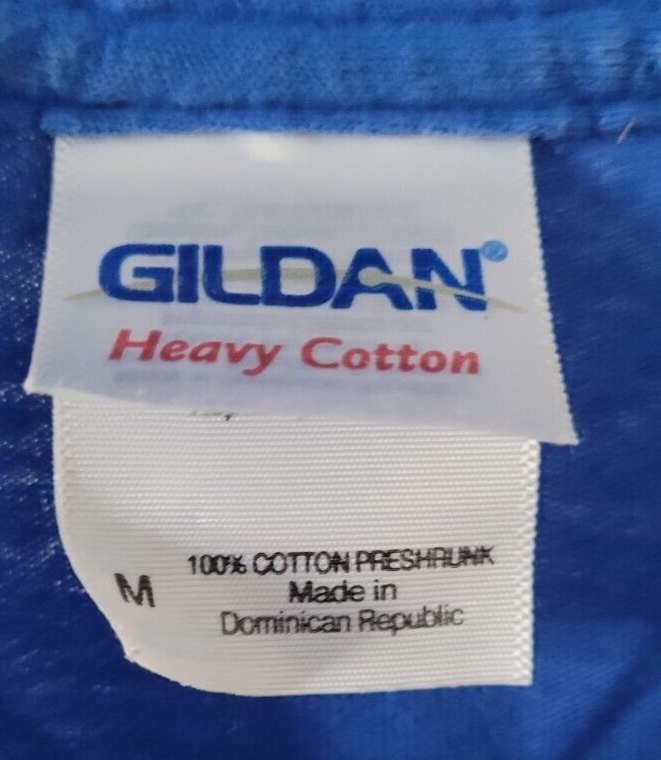 GILDAN®
Heavy Cotton
M
100% COTTON PRESHRUNK
Made in
Dominican Republic